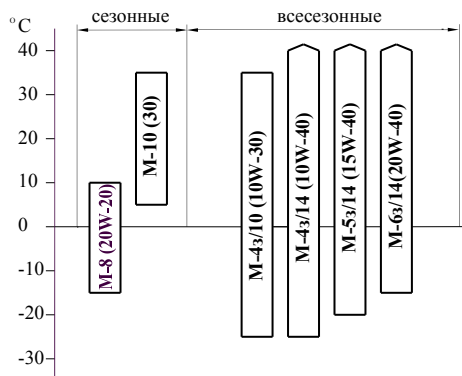 °C
сезонные
всесезонные
40
30
20
10
0
-10
-20
-30
М-8 (20W-20)
М-10 (30)
М-4з/10 (10W-30)
М-4з/14 (10W-40)
М-5з/14 (15W-40)
М-6з/14(20W-40)